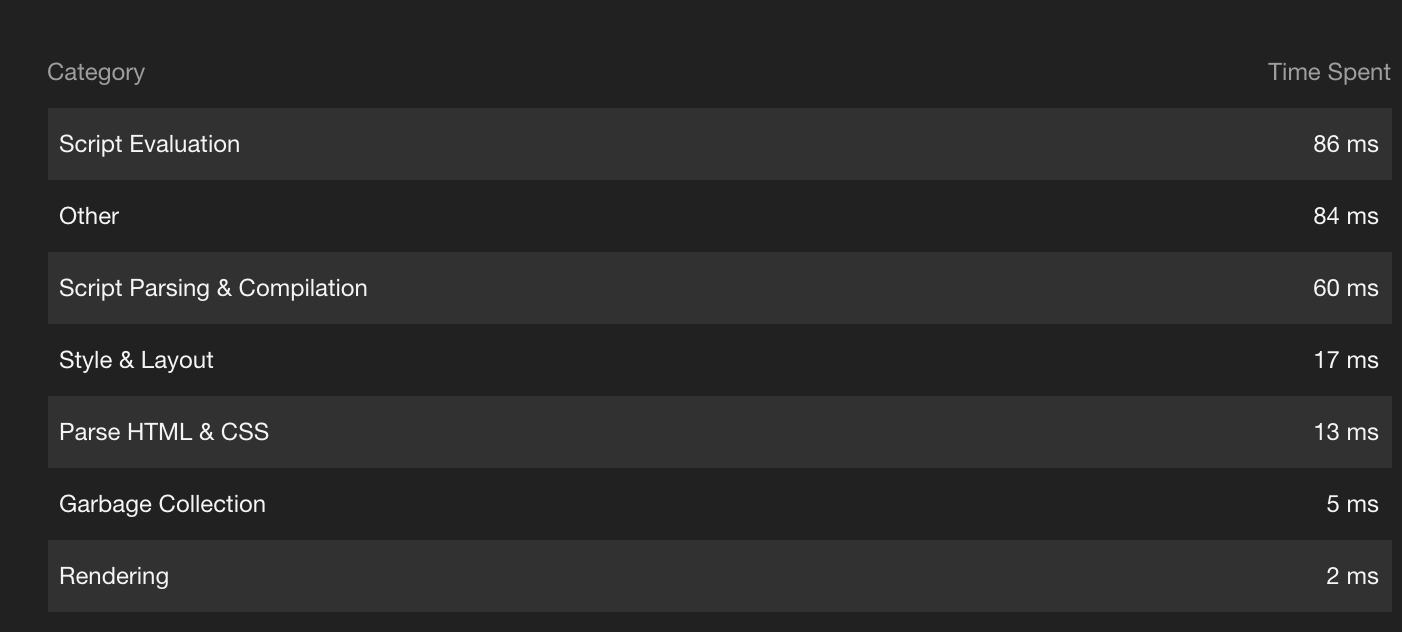 Category Time Spent
Script Evaluation 86 ms
Other 84 ms
Script Parsing & Compilation 60 ms
Style & Layout 17 ms
Parse HTML & CSS 13 ms
Garbage Collection 5 ms
Rendering 2 ms